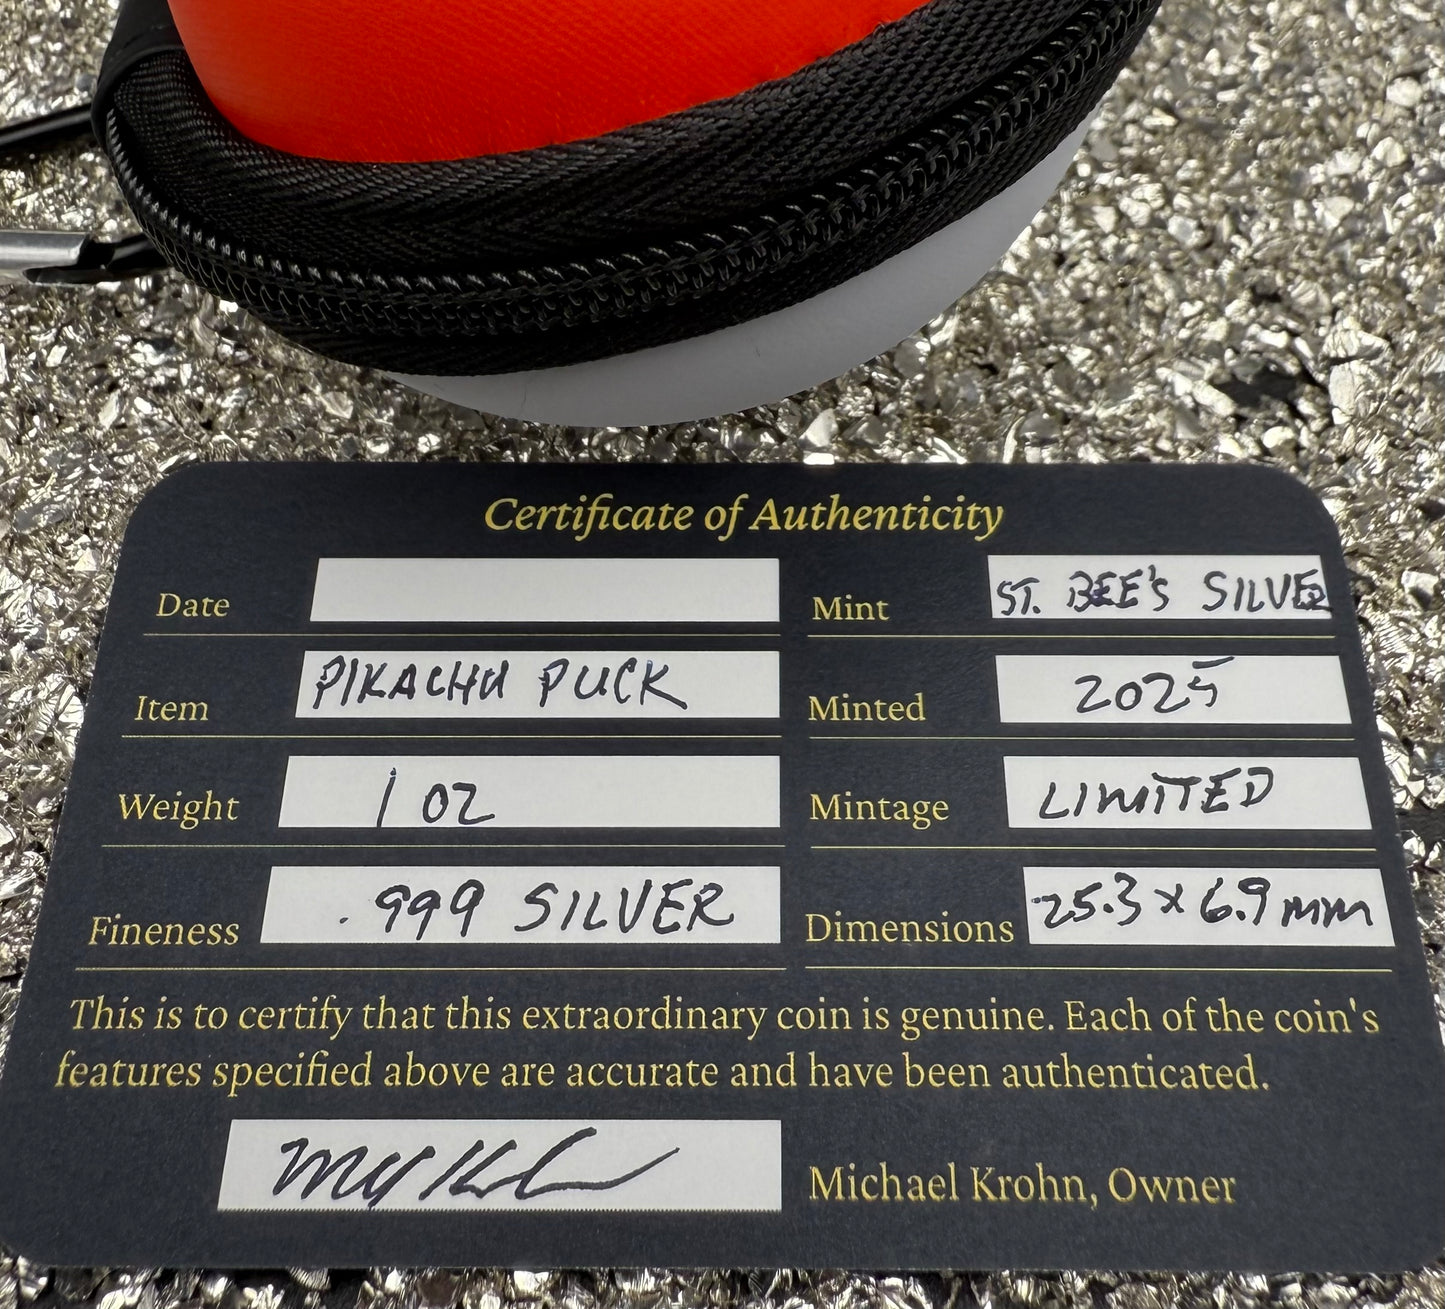 Certificate of Authenticity
Date
Mint ST. BEE'S SILVER
Item PIKACHU PUCK
Minted 2025
Weight 1 OZ
Mintage LIMITED
Fineness .999 SILVER
Dimensions 25.3 x 6.9 mm
This is to certify that this extraordinary coin is genuine. Each of the coin's
features specified above are accurate and have been authenticated.
Michael Krohn, Owner